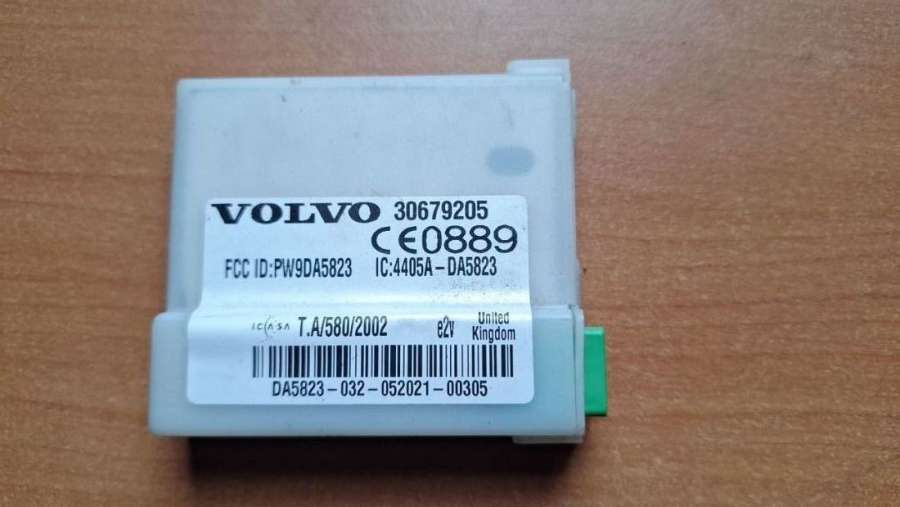 VOLVO 30679205
CE0889
FCC ID:PW9DA5823 IC:4405A-DA5823
ICASA T.A/580/2002 e2v United Kingdom
DA5823-032-052021-00305